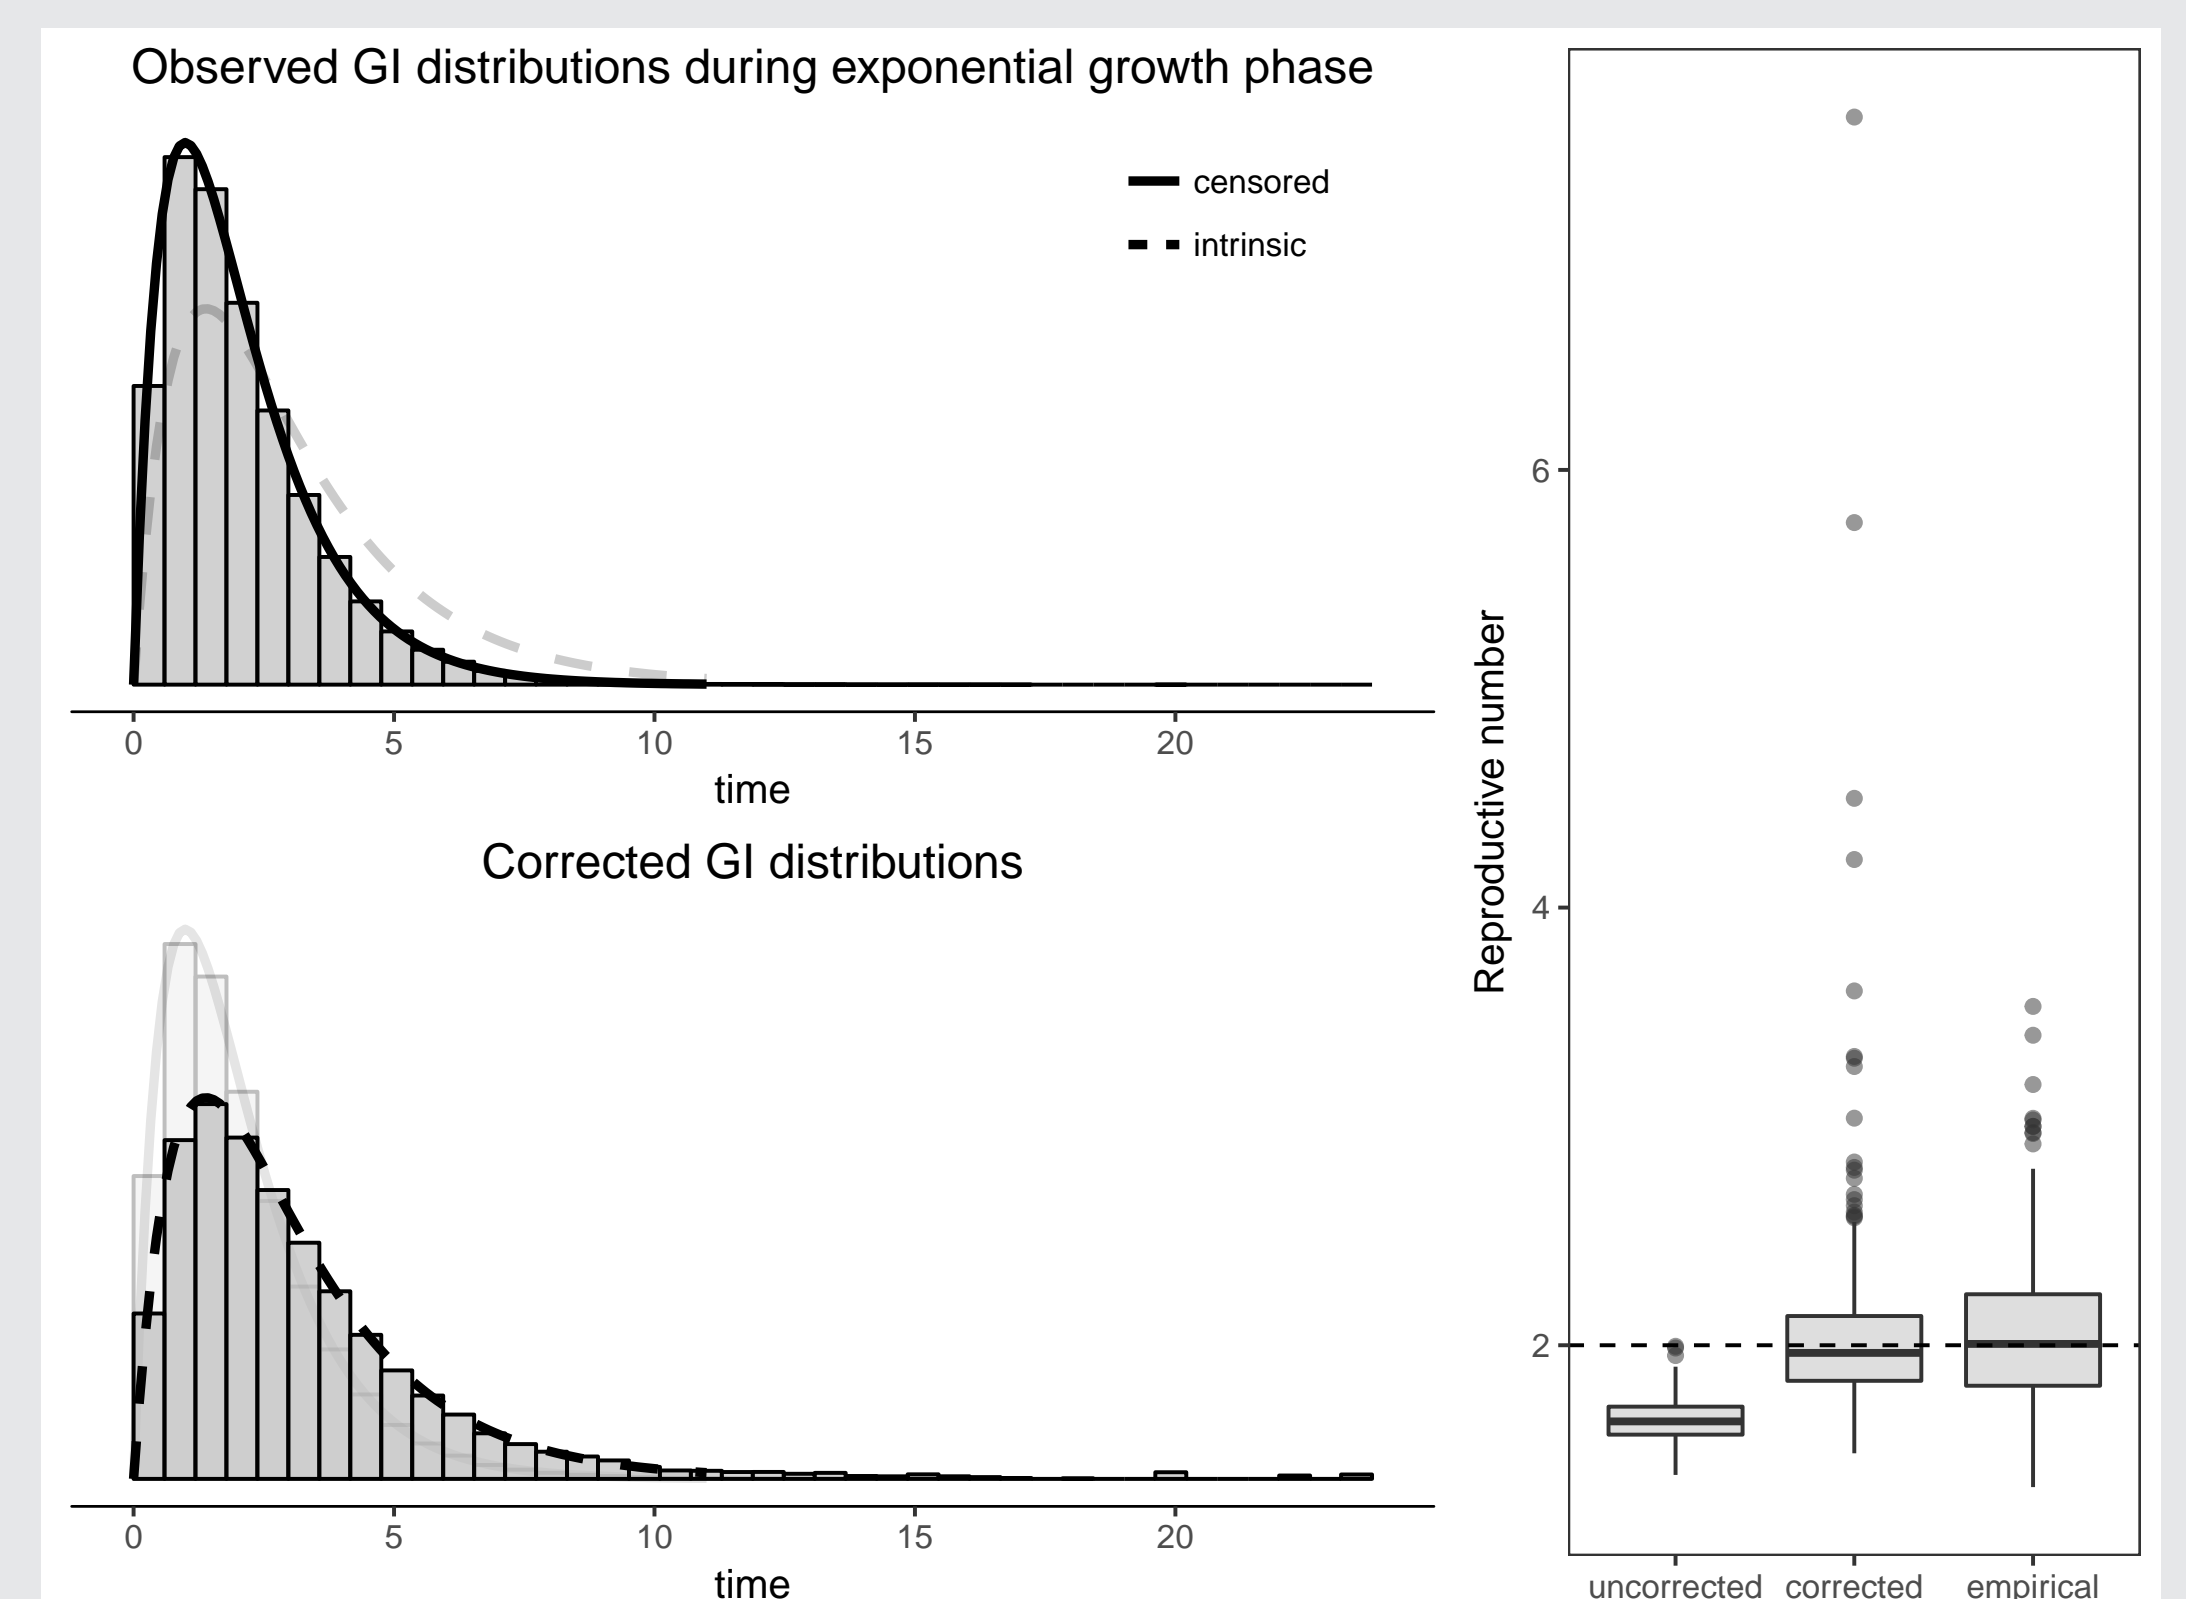 Observed GI distributions during exponential growth phase
censored
intrinsic
0 5 10 15 20
time
Corrected GI distributions
0 5 10 15 20
time
Reproductive number
6
4
2
uncorrected corrected empirical